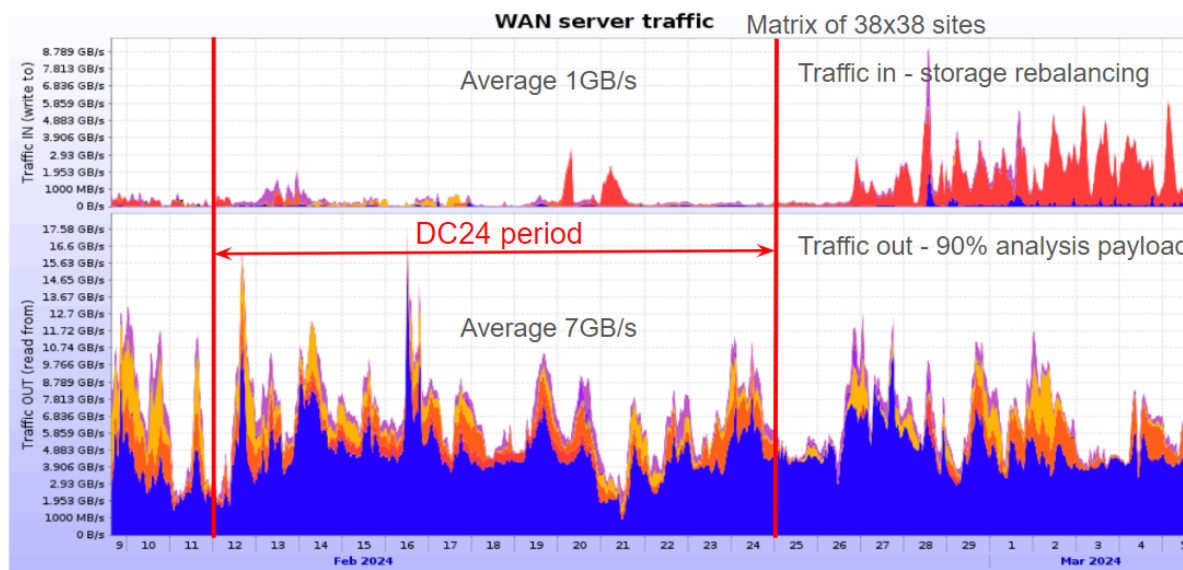 WAN server traffic
Matrix of 38x38 sites
Traffic IN (write to)
8.789 GB/s
7.813 GB/s
6.836 GB/s
5.859 GB/s
4.883 GB/s
3.906 GB/s
2.93 GB/s
1.953 GB/s
1000 MB/s
0 B/s
Average 1GB/s
Traffic in - storage rebalancing
Traffic OUT (read from)
17.58 GB/s
16.6 GB/s
15.63 GB/s
14.65 GB/s
13.67 GB/s
12.7 GB/s
11.72 GB/s
10.74 GB/s
9.766 GB/s
8.789 GB/s
7.813 GB/s
6.836 GB/s
5.859 GB/s
4.883 GB/s
3.906 GB/s
2.93 GB/s
1.953 GB/s
1000 MB/s
0 B/s
DC24 period
Traffic out - 90% analysis payload
Average 7GB/s
9 10 11 12 13 14 15 16 17 18 19 20 21 22 23 24 25 26 27 28 29 1 2 3 4
Feb 2024 Mar 2024